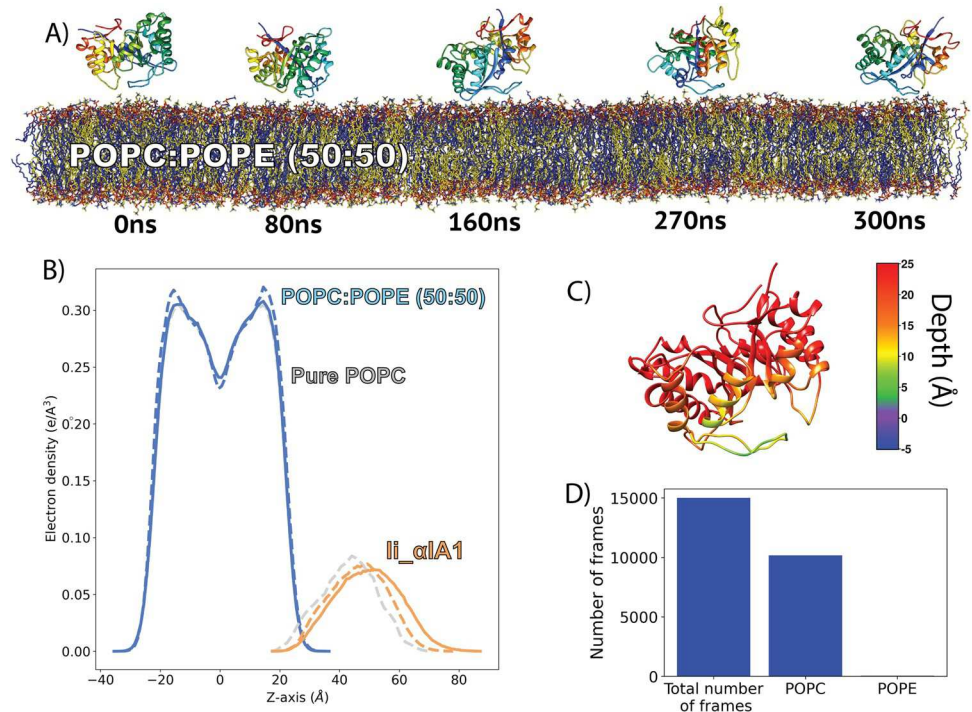 A)
POPC:POPE (50:50)
0ns 80ns 160ns 270ns 300ns
B)
POPC:POPE (50:50)
Pure POPC
li_αIA1
Electron density (e/Å³)
0.30
0.25
0.20
0.15
0.10
0.05
0.00
−40 −20 0 20 40 60 80
Z-axis (Å)
C)
25
20
15
10
5
0
-5
Depth (Å)
D)
Number of frames
15000
10000
5000
0
Total number of frames
POPC
POPE